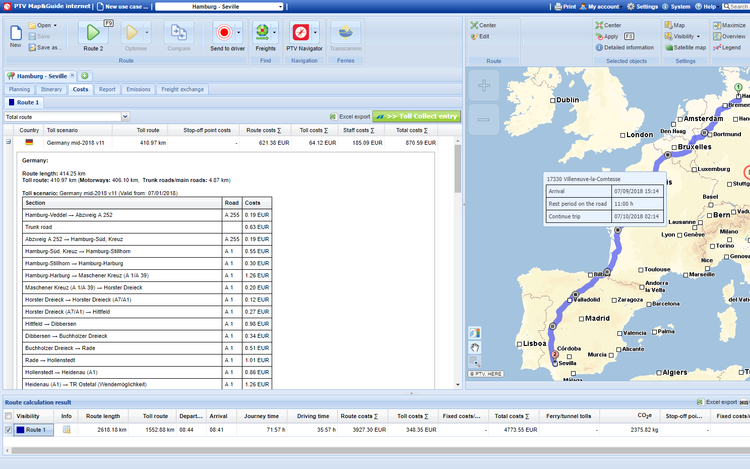 PTV Map&Guide internet
New use case ...
Hamburg - Seville
Print
My account
Settings
System
Help
Search
New
Open
Save
Save as...
F9
Route 2
Optimise
Compare
Send to driver
Freights
PTV Navigator
Transcannen
Route
Find
Navigation
Ferries
Center
Edit
Route
Center
Apply F8
Detailed information
Selected objects
Map
Visibility
Satellite map
Settings
Maximize
Overview
Legend
Hamburg - Seville
Planning Itinerary Costs Report Emissions Freight exchange
Route 1
Total route
Excel export
>> Toll Collect entry
Country Toll scenario Toll route Stop-off point costs Route costs Σ Toll costs Σ Staff costs Total costs Σ
Germany mid-2018 v11 410.97 km - 621.38 EUR 64.12 EUR 185.09 EUR 870.59 EUR
Germany:
Route length: 414.25 km
Toll route: 410.97 km (Motorways: 406.10 km, Trunk roads/main roads: 4.87 km)
Toll scenario: Germany mid-2018 v11 (Valid from 07/01/2018)
Section Road Costs
Hamburg-Veddel → Abzweig A 252 A 255 0.19 EUR
Trunk road 0.63 EUR
Abzweig A 252 → Hamburg-Süd, Kreuz A 255 0.19 EUR
Hamburg-Süd, Kreuz → Hamburg-Stillhorn A 1 0.55 EUR
Hamburg-Stillhorn → Hamburg-Harburg A 1 0.30 EUR
Hamburg-Harburg → Maschener Kreuz (A 1/A 39) A 1 1.26 EUR
Maschener Kreuz (A 1/A 39) → Horster Dreieck A 1 0.20 EUR
Horster Dreieck → Horster Dreieck (A7/A1) A 1 0.12 EUR
Horster Dreieck (A7/A1) → Hittfeld A 1 0.27 EUR
Hittfeld → Dibbersen A 1 0.98 EUR
Dibbersen → Buchholzer Dreieck A 1 0.34 EUR
Buchholzer Dreieck → Rade A 1 0.51 EUR
Rade → Hollenstedt A 1 1.01 EUR
Hollenstedt → Heidenau (A1) A 1 0.86 EUR
Heidenau (A1) → TR Ostetal (Wendemöglichkeit) A 1 1.26 EUR
Dublin
London
Amsterdam
Den Haag
Dortmund
Bruxelles
Luxembourg
Bremen
17330 Villeneuve-la-Comtesse
Arrival 07/09/2018 15:14
Rest period on the road 11:00 h
Continue trip 07/10/2018 02:14
Basel
Bern
Lausanne
Lyon
Genève
Milano
Torino
Genova
Nice
Marseille
Toulouse
Andorra la Vella
Zaragoza
Barcelona
Valladolid
Madrid
Valencia
Palma
Lisboa
Córdoba
Murcia
Alicante
Sevilla
Málaga
Algiers
© PTV, HERE
Route calculation result
Excel export
Visibility Info Route length Toll route Depart... Arrival Journey time Driving time Route costs Σ Toll costs Σ Fixed costs/... Total costs Σ Ferry/tunnel tolls CO₂e Stop-off poi... Fixed costs/
Route 1 2618.18 km 1552.88 km 08:44 08:41 71:57 h 35:57 h 3927.30 EUR 348.35 EUR - 4773.55 EUR - 2375.82 kg -